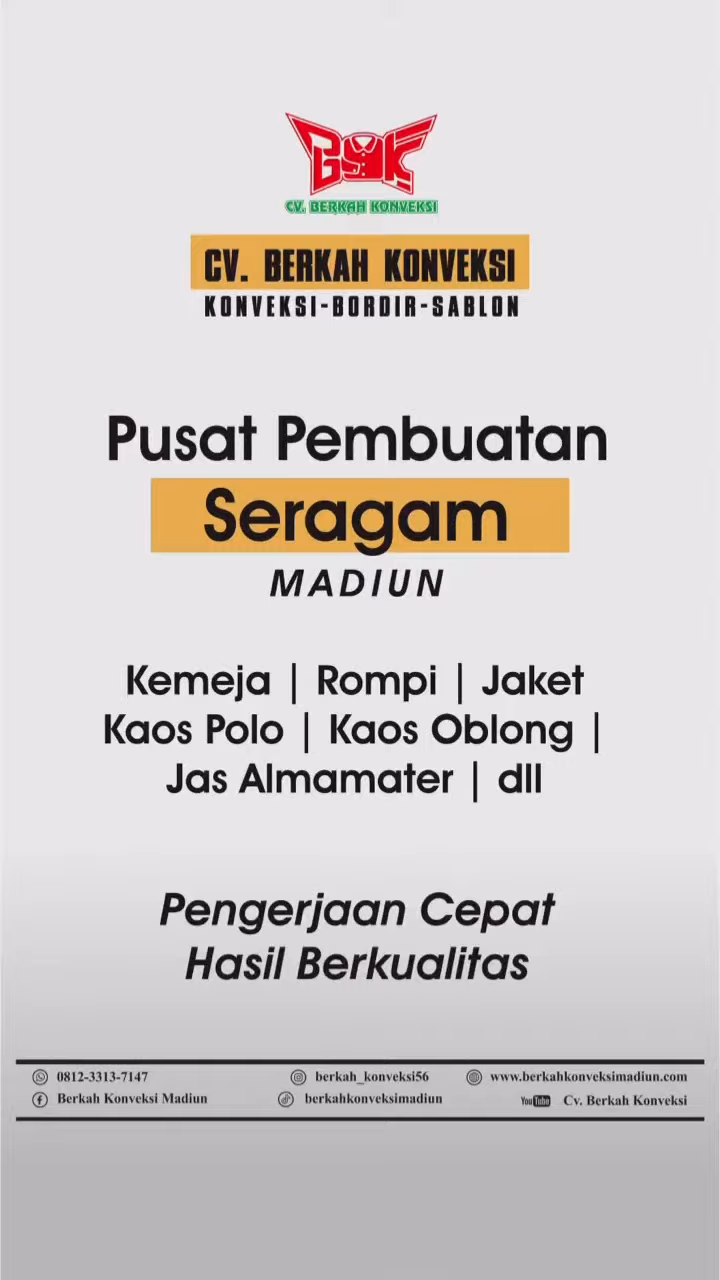 BSK
CV. BERKAH KONVEKSI
CV. BERKAH KONVEKSI
KONVEKSI-BORDIR-SABLON
Pusat Pembuatan
Seragam
MADIUN
Kemeja | Rompi | Jaket
Kaos Polo | Kaos Oblong |
Jas Almamater | dll
Pengerjaan Cepat
Hasil Berkualitas
0812-3313-7147 berkah_konveksi56 www.berkahkonveksimadiun.com
Berkah Konveksi Madiun berkahkonveksimadiun YouTube Cv. Berkah Konveksi